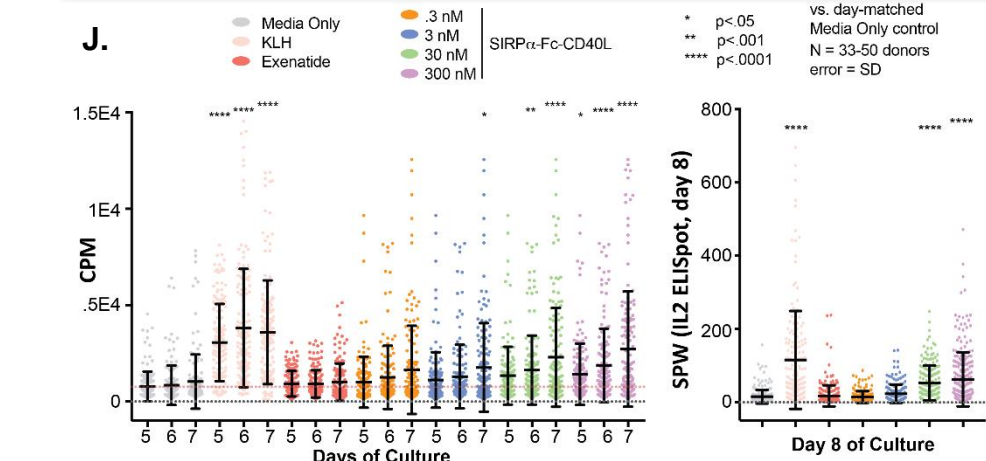 J.
Media Only
KLH
Exenatide
.3 nM
3 nM
30 nM
300 nM
SIRPα-Fc-CD40L
* p<.05
** p<.001
**** p<.0001
vs. day-matched
Media Only control
N = 33-50 donors
error = SD
CPM
1.5E4
1E4
.5E4
0
**** **** **** * ** **** * **** ****
5 6 7 5 6 7 5 6 7 5 6 7 5 6 7 5 6 7 5 6 7
Days of Culture
SPW (IL2 ELISpot, day 8)
800
600
400
200
0
**** **** ****
Day 8 of Culture